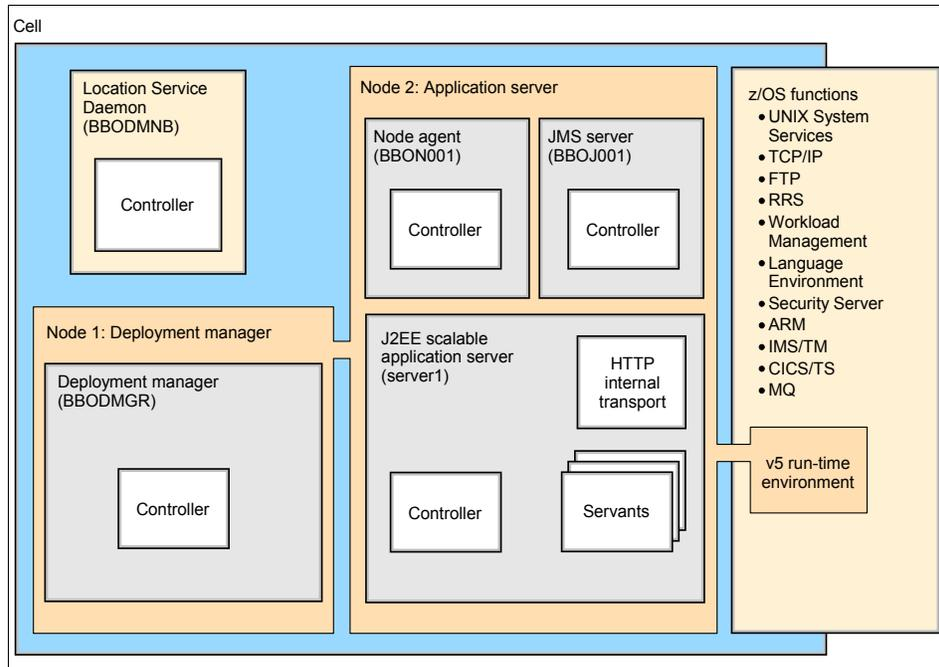 Cell
Location Service
Daemon
(BBODMNB)
Controller
Node 1: Deployment manager
Deployment manager
(BBODMGR)
Controller
Node 2: Application server
Node agent
(BBON001)
Controller
JMS server
(BBOJ001)
Controller
J2EE scalable
application server
(server1)
HTTP
internal
transport
Controller
Servants
z/OS functions
• UNIX System
Services
• TCP/IP
• FTP
• RRS
• Workload
Management
• Language
Environment
• Security Server
• ARM
• IMS/TM
• CICS/TS
• MQ
v5 run-time
environment